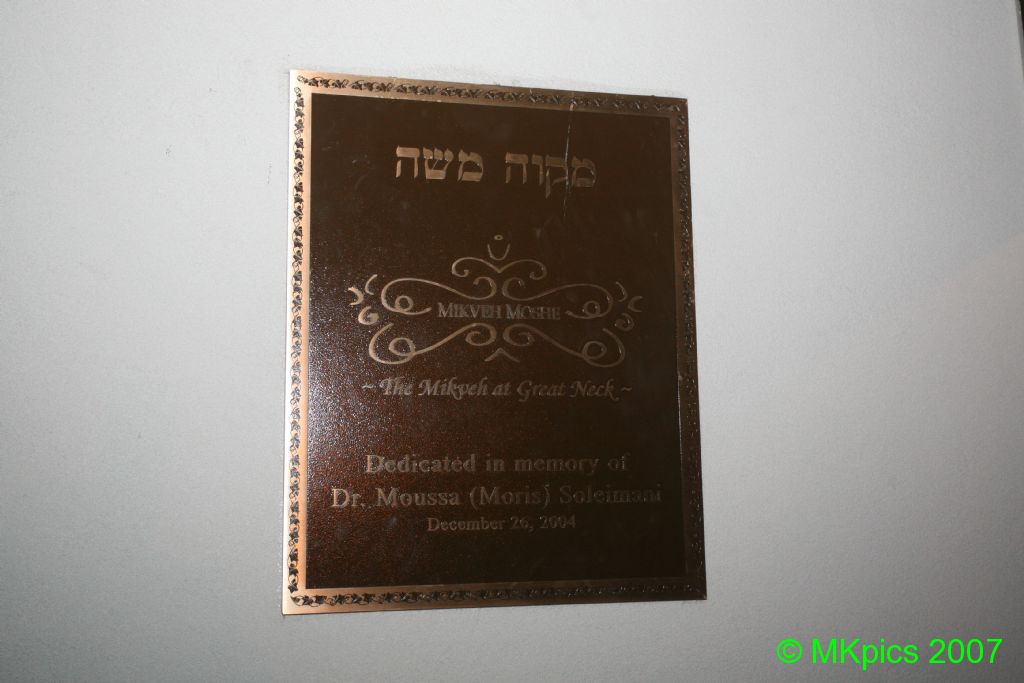 מקוה משה
MIKVEH MOSHE
~ The Mikveh at Great Neck ~
Dedicated in memory of
Dr. Moussa (Moris) Soleimani
December 26, 2004
© MKpics 2007